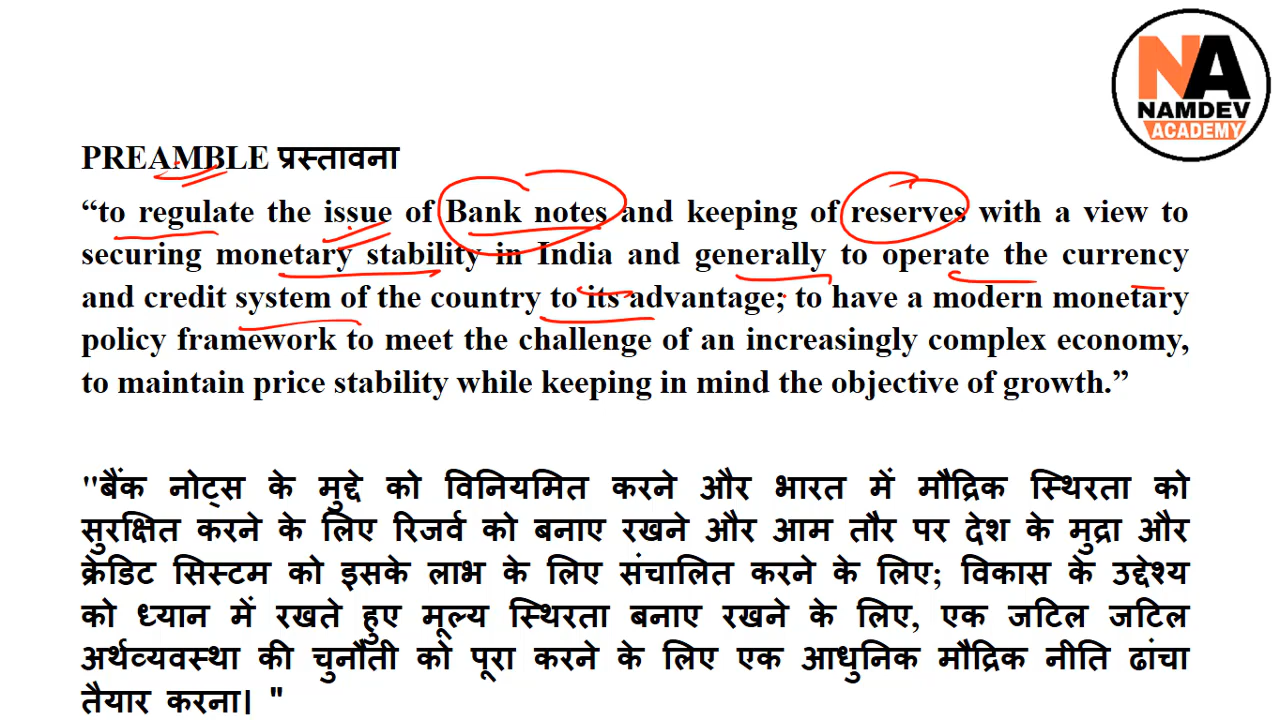 NA
NAMDEV
ACADEMY
PREAMBLE प्रस्तावना
“to regulate the issue of Bank notes and keeping of reserves with a view to
securing monetary stability in India and generally to operate the currency
and credit system of the country to its advantage; to have a modern monetary
policy framework to meet the challenge of an increasingly complex economy,
to maintain price stability while keeping in mind the objective of growth.”
"बैंक नोट्स के मुद्दे को विनियमित करने और भारत में मौद्रिक स्थिरता को
सुरक्षित करने के लिए रिजर्व को बनाए रखने और आम तौर पर देश के मुद्रा और
क्रेडिट सिस्टम को इसके लाभ के लिए संचालित करने के लिए; विकास के उद्देश्य
को ध्यान में रखते हुए मूल्य स्थिरता बनाए रखने के लिए, एक जटिल जटिल
अर्थव्यवस्था की चुनौती को पूरा करने के लिए एक आधुनिक मौद्रिक नीति ढांचा
तैयार करना। "